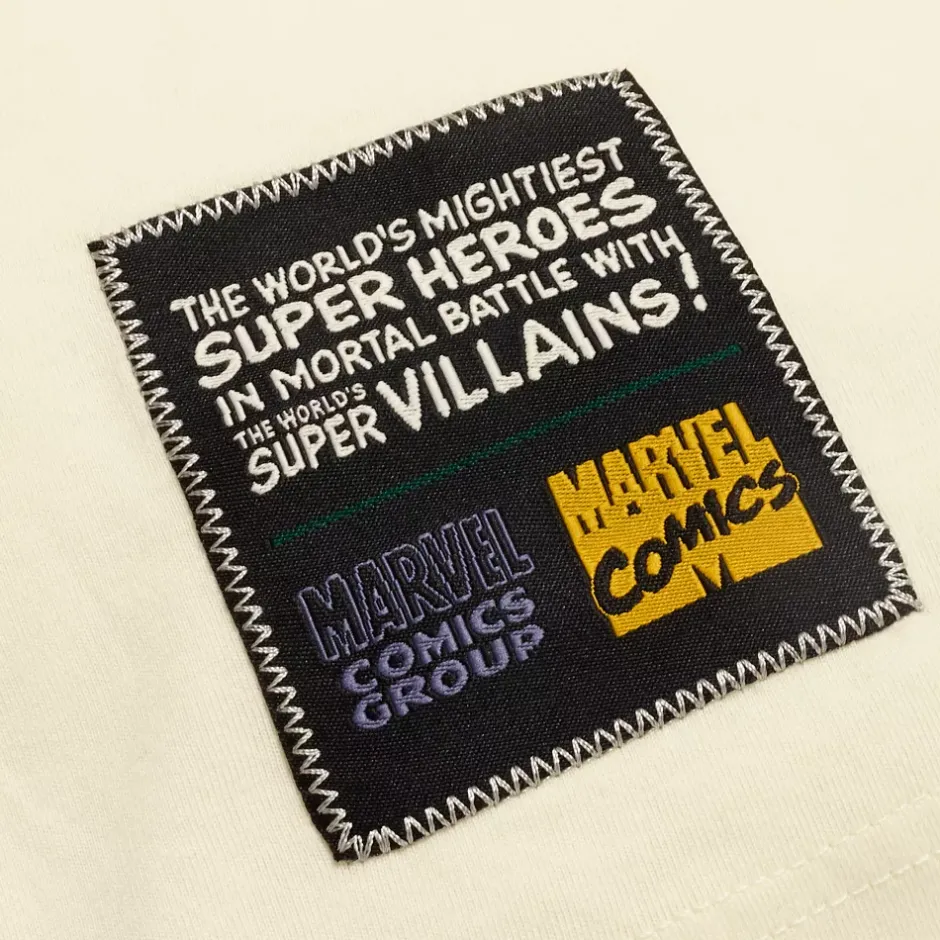 THE WORLD'S MIGHTIEST
SUPER HEROES
IN MORTAL BATTLE WITH
THE WORLD'S
SUPER VILLAINS!
MARVEL
COMICS
GROUP
MARVEL
COMICS